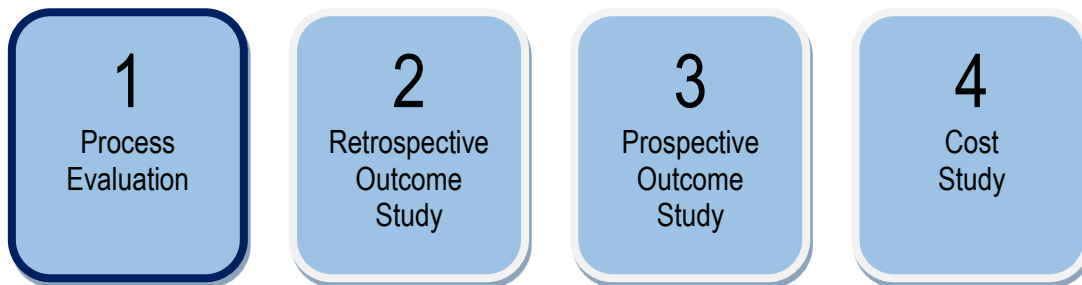 1
Process
Evaluation
2
Retrospective
Outcome
Study
3
Prospective
Outcome
Study
4
Cost
Study